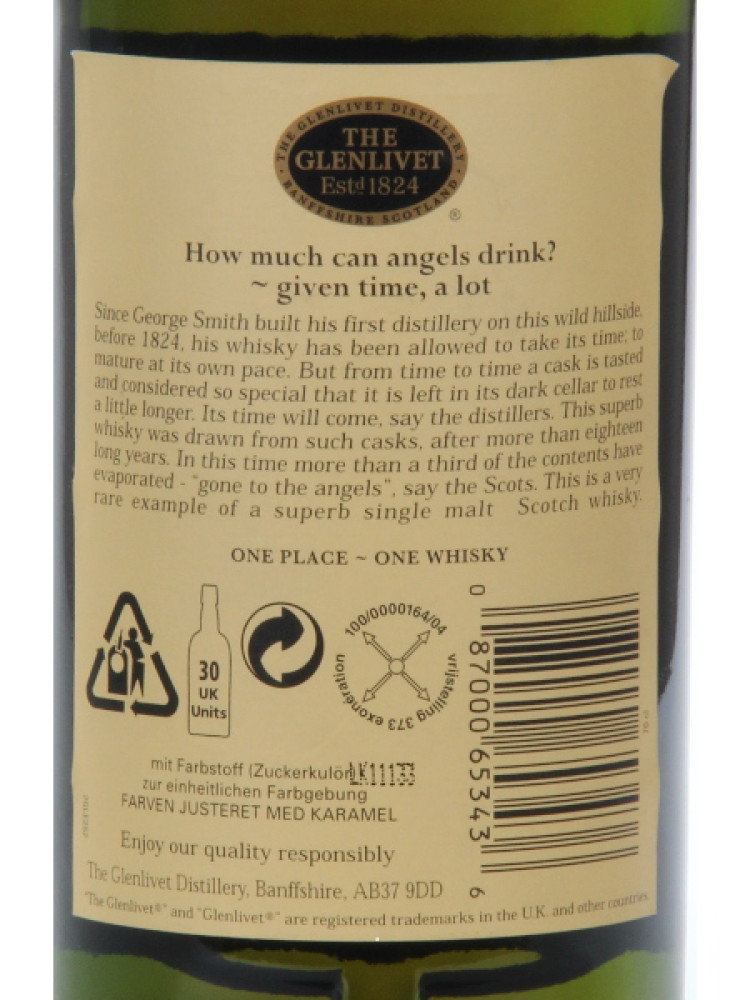 THE GLENLIVET DISTILLERY
THE
GLENLIVET
Estd 1824
BANFFSHIRE SCOTLAND
®
How much can angels drink?
~ given time, a lot
Since George Smith built his first distillery on this wild hillside,
before 1824, his whisky has been allowed to take its time; to
mature at its own pace. But from time to time a cask is tasted
and considered so special that it is left in its dark cellar to rest
a little longer. Its time will come, say the distillers. This superb
whisky was drawn from such casks, after more than eighteen
long years. In this time more than a third of the contents have
evaporated - "gone to the angels", say the Scots. This is a very
rare example of a superb single malt Scotch whisky.
ONE PLACE ~ ONE WHISKY
30
UK
Units
100/0000164/04
vrijstelling 373 exonération
0 87000 65343 6
mit Farbstoff (Zuckerkulör) LK11133
zur einheitlichen Farbgebung
FARVEN JUSTERET MED KARAMEL
Enjoy our quality responsibly
The Glenlivet Distillery, Banffshire, AB37 9DD
"The Glenlivet®" and "Glenlivet®" are registered trademarks in the U.K. and other countries.